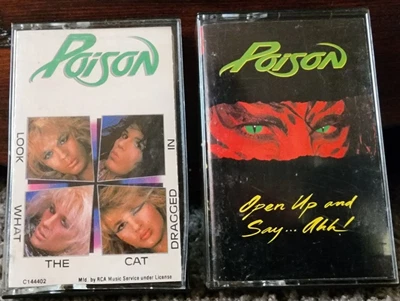 Poison
LOOK
WHAT
THE
CAT
DRAGGED
IN
C144402
Mfd. by RCA Music Service under License
Poison
Open Up and
Say... Ahh!